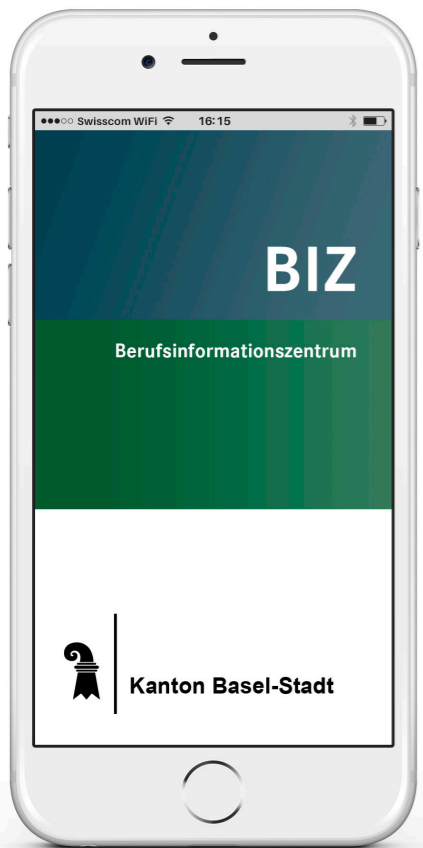 Swisscom WiFi 16:15
BIZ
Berufsinformationszentrum
Kanton Basel-Stadt